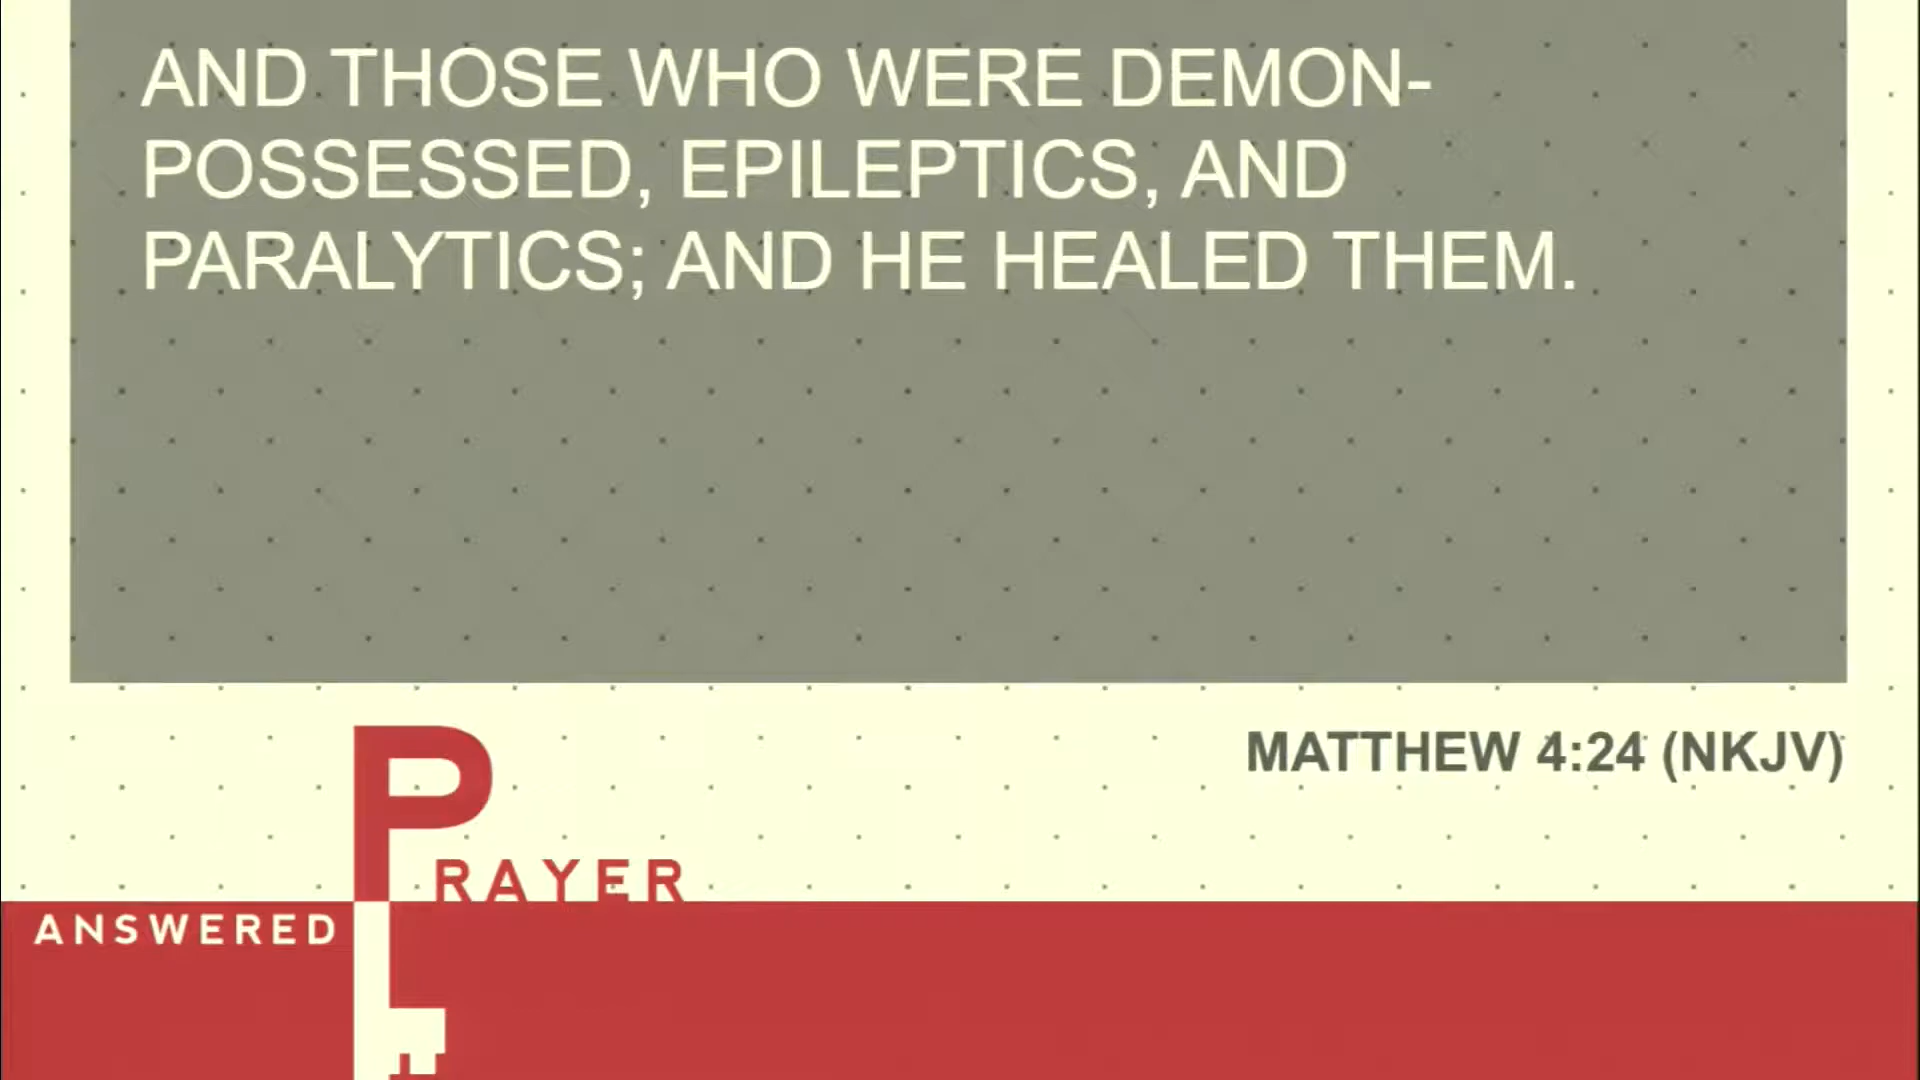 AND THOSE WHO WERE DEMON-
POSSESSED, EPILEPTICS, AND
PARALYTICS; AND HE HEALED THEM.
MATTHEW 4:24 (NKJV)
PRAYER
ANSWERED